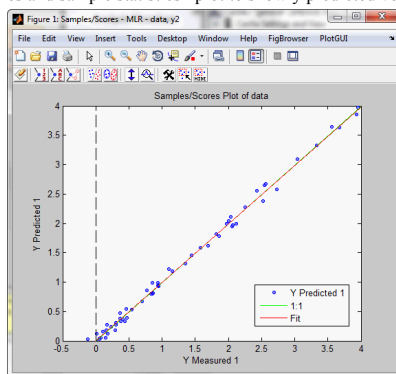 Figure 1: Samples/Scores - MLR - data, y2
File Edit View Insert Tools Desktop Window Help FigBrowser PlotGUI
Samples/Scores Plot of data
Y Predicted 1
4
3.5
3
2.5
2
1.5
1
0.5
0
-0.5 0 0.5 1 1.5 2 2.5 3 3.5 4
Y Measured 1
Y Predicted 1
1:1
Fit